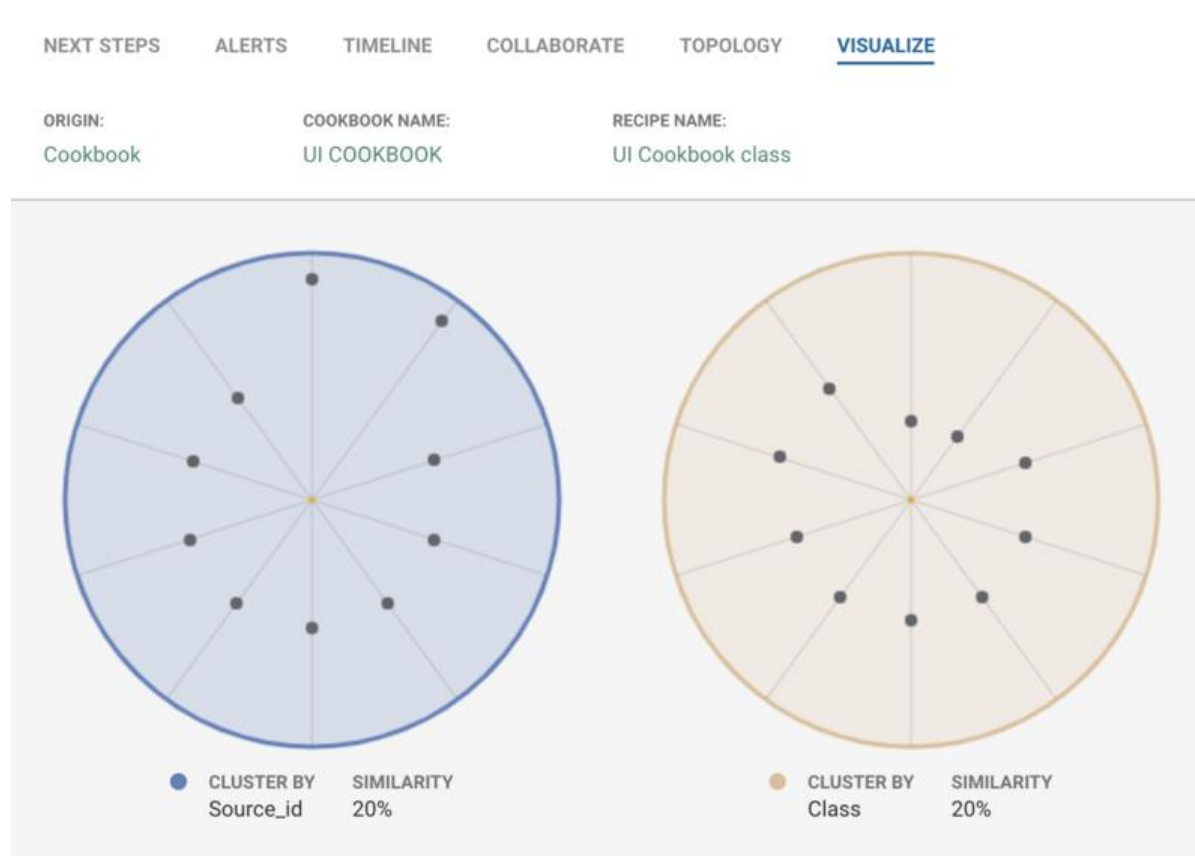 NEXT STEPS ALERTS TIMELINE COLLABORATE TOPOLOGY VISUALIZE
ORIGIN: COOKBOOK NAME: RECIPE NAME:
Cookbook UI COOKBOOK UI Cookbook class
CLUSTER BY SIMILARITY CLUSTER BY SIMILARITY
Source_id 20% Class 20%